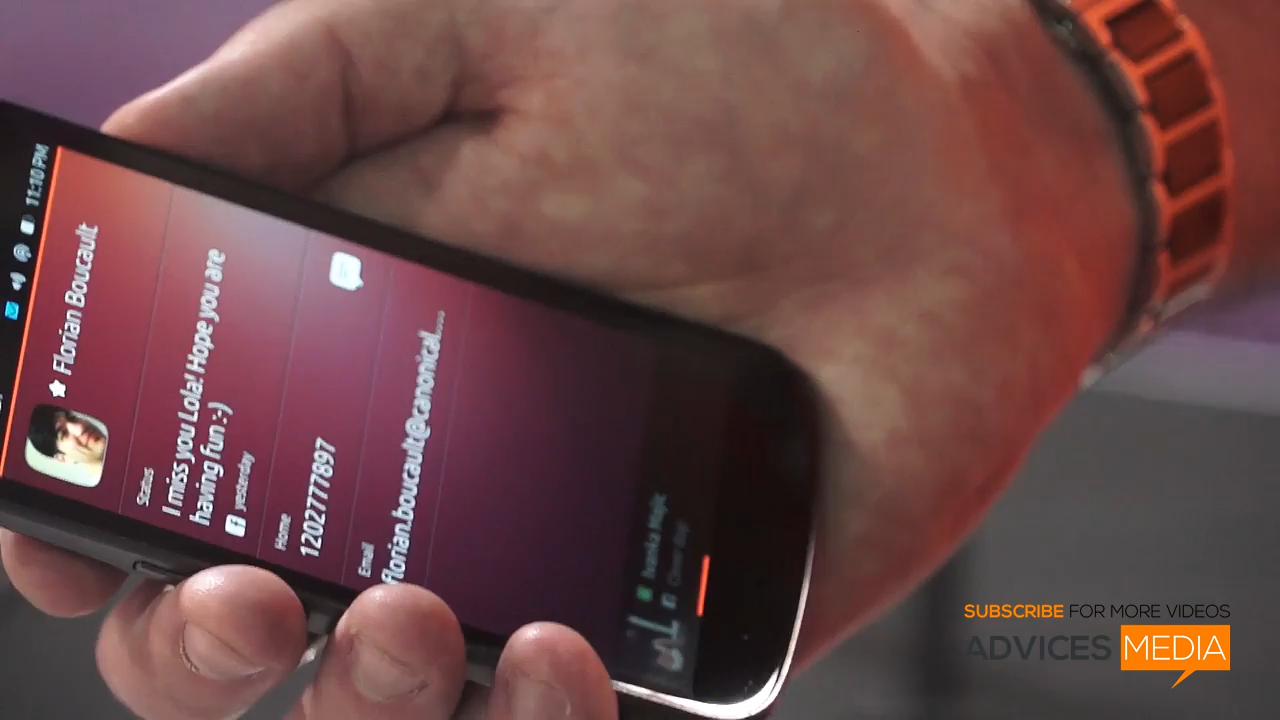 11:10 PM
Florian Boucault
Status
I miss you Lola! Hope you are
having fun :-)
yesterday
Home
12027777897
Email
florian.boucault@canonical....
SUBSCRIBE FOR MORE VIDEOS
ADVICES MEDIA